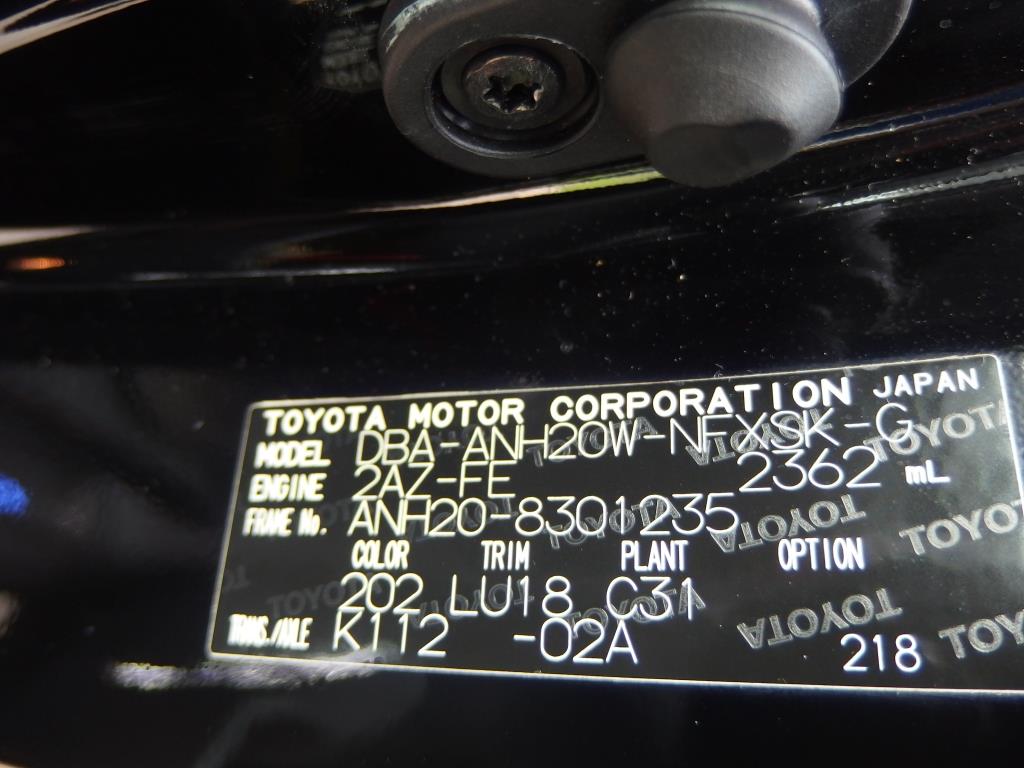 TOYOTA MOTOR CORPORATION JAPAN
MODEL DBA-ANH20W-NFXSK-G
ENGINE 2AZ-FE 2362 mL
FRAME No. ANH20-8301235
COLOR TRIM PLANT OPTION
202 LU18 C31
TRANS./AXLE K112 -02A
218